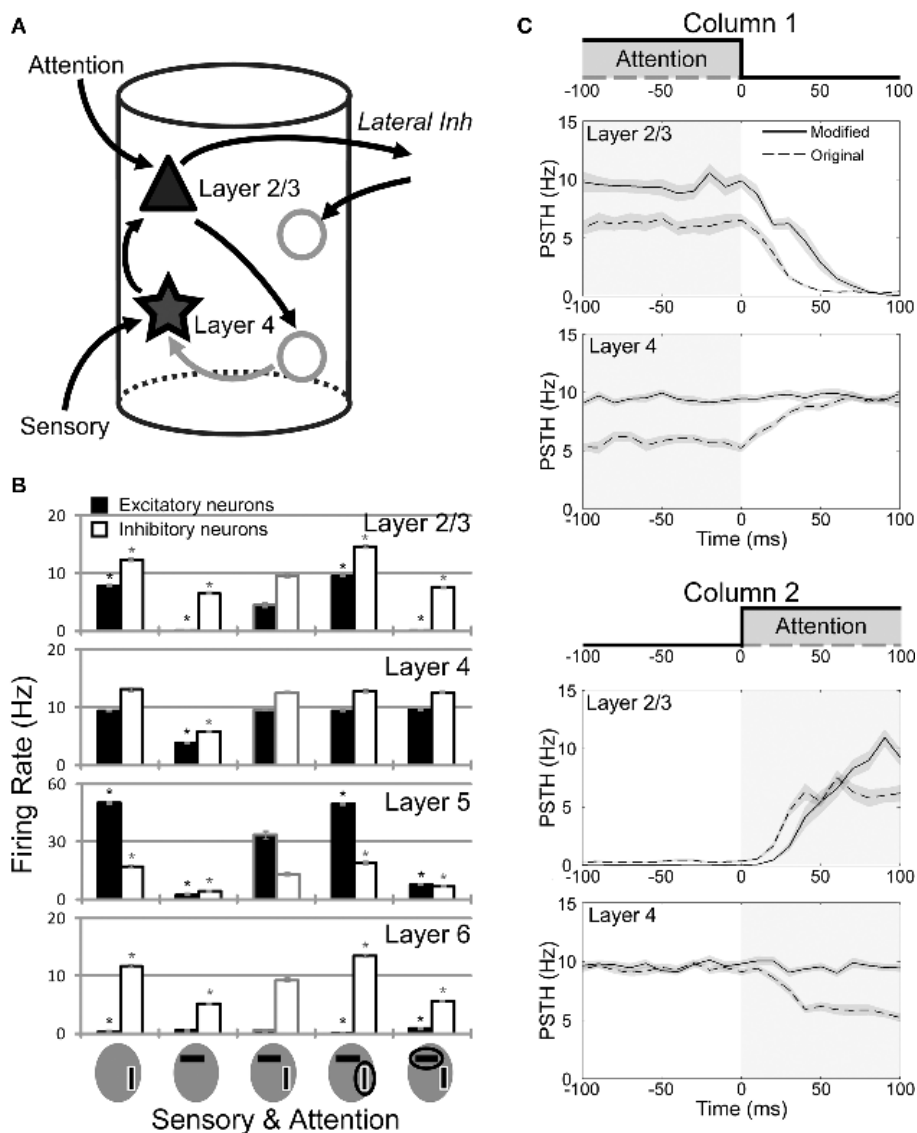 A
Attention
Lateral Inh
Layer 2/3
Layer 4
Sensory
B
Excitatory neurons
Inhibitory neurons
Layer 2/3
20
10
0
Layer 4
20
10
0
Layer 5
60
30
0
Layer 6
20
10
0
Firing Rate (Hz)
* * * * * * * *
* *
* * * * * * * *
* * * * * * *
Sensory & Attention
C
Column 1
Attention
-100 -50 0 50 100
Layer 2/3
Modified
Original
PSTH (Hz)
15
10
5
0
-100 -50 0 50 100
Layer 4
PSTH (Hz)
15
10
5
0
-100 -50 0 50 100
Time (ms)
Column 2
Attention
-100 -50 0 50 100
Layer 2/3
PSTH (Hz)
15
10
5
0
-100 -50 0 50 100
Layer 4
PSTH (Hz)
15
10
5
0
-100 -50 0 50 100
Time (ms)